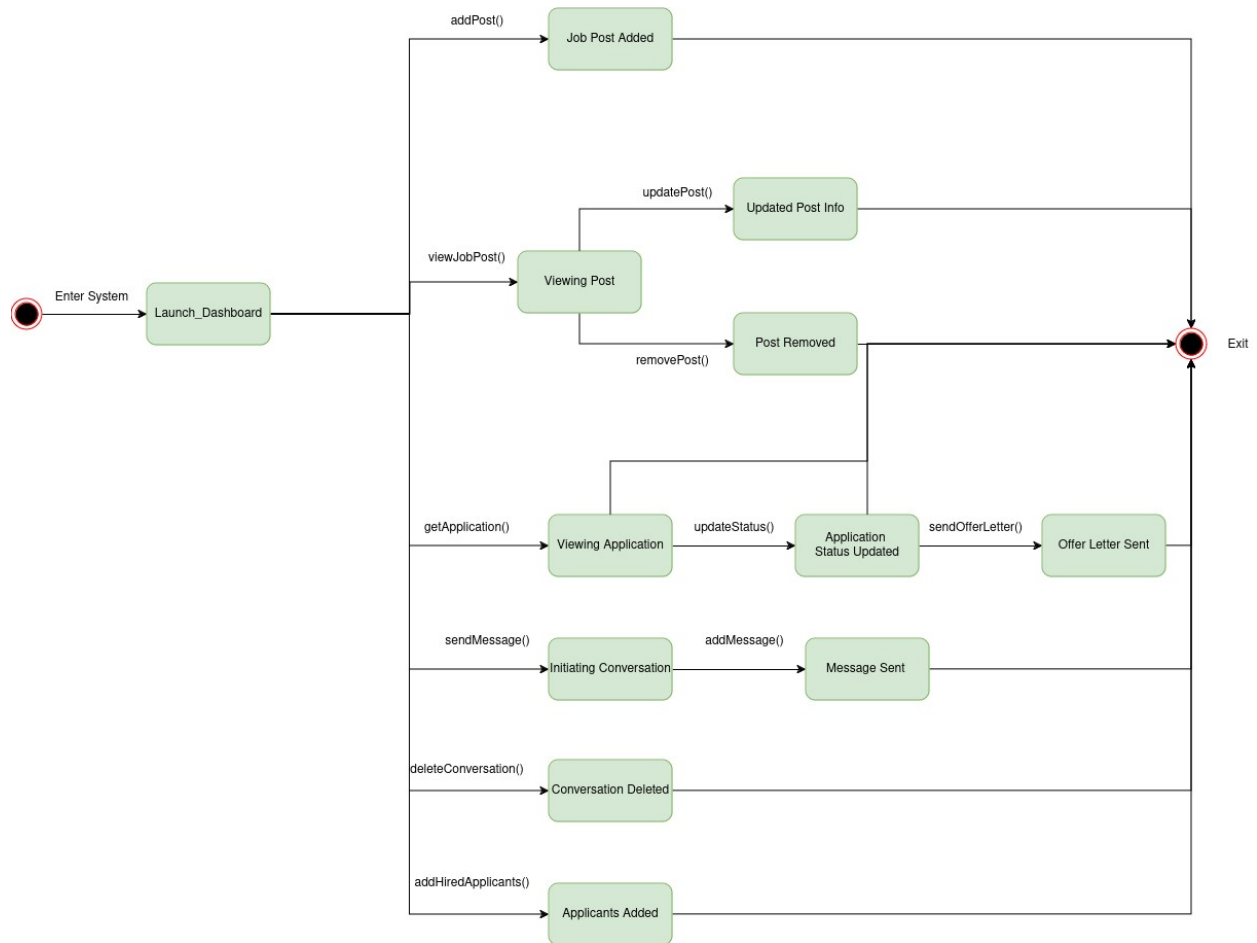 addPost()
Job Post Added
updatePost()
Updated Post Info
viewJobPost()
Viewing Post
Enter System
Launch_Dashboard
Post Removed
Exit
removePost()
getApplication()
Viewing Application
updateStatus()
Application
Status Updated
sendOfferLetter()
Offer Letter Sent
sendMessage()
Initiating Conversation
addMessage()
Message Sent
deleteConversation()
Conversation Deleted
addHiredApplicants()
Applicants Added